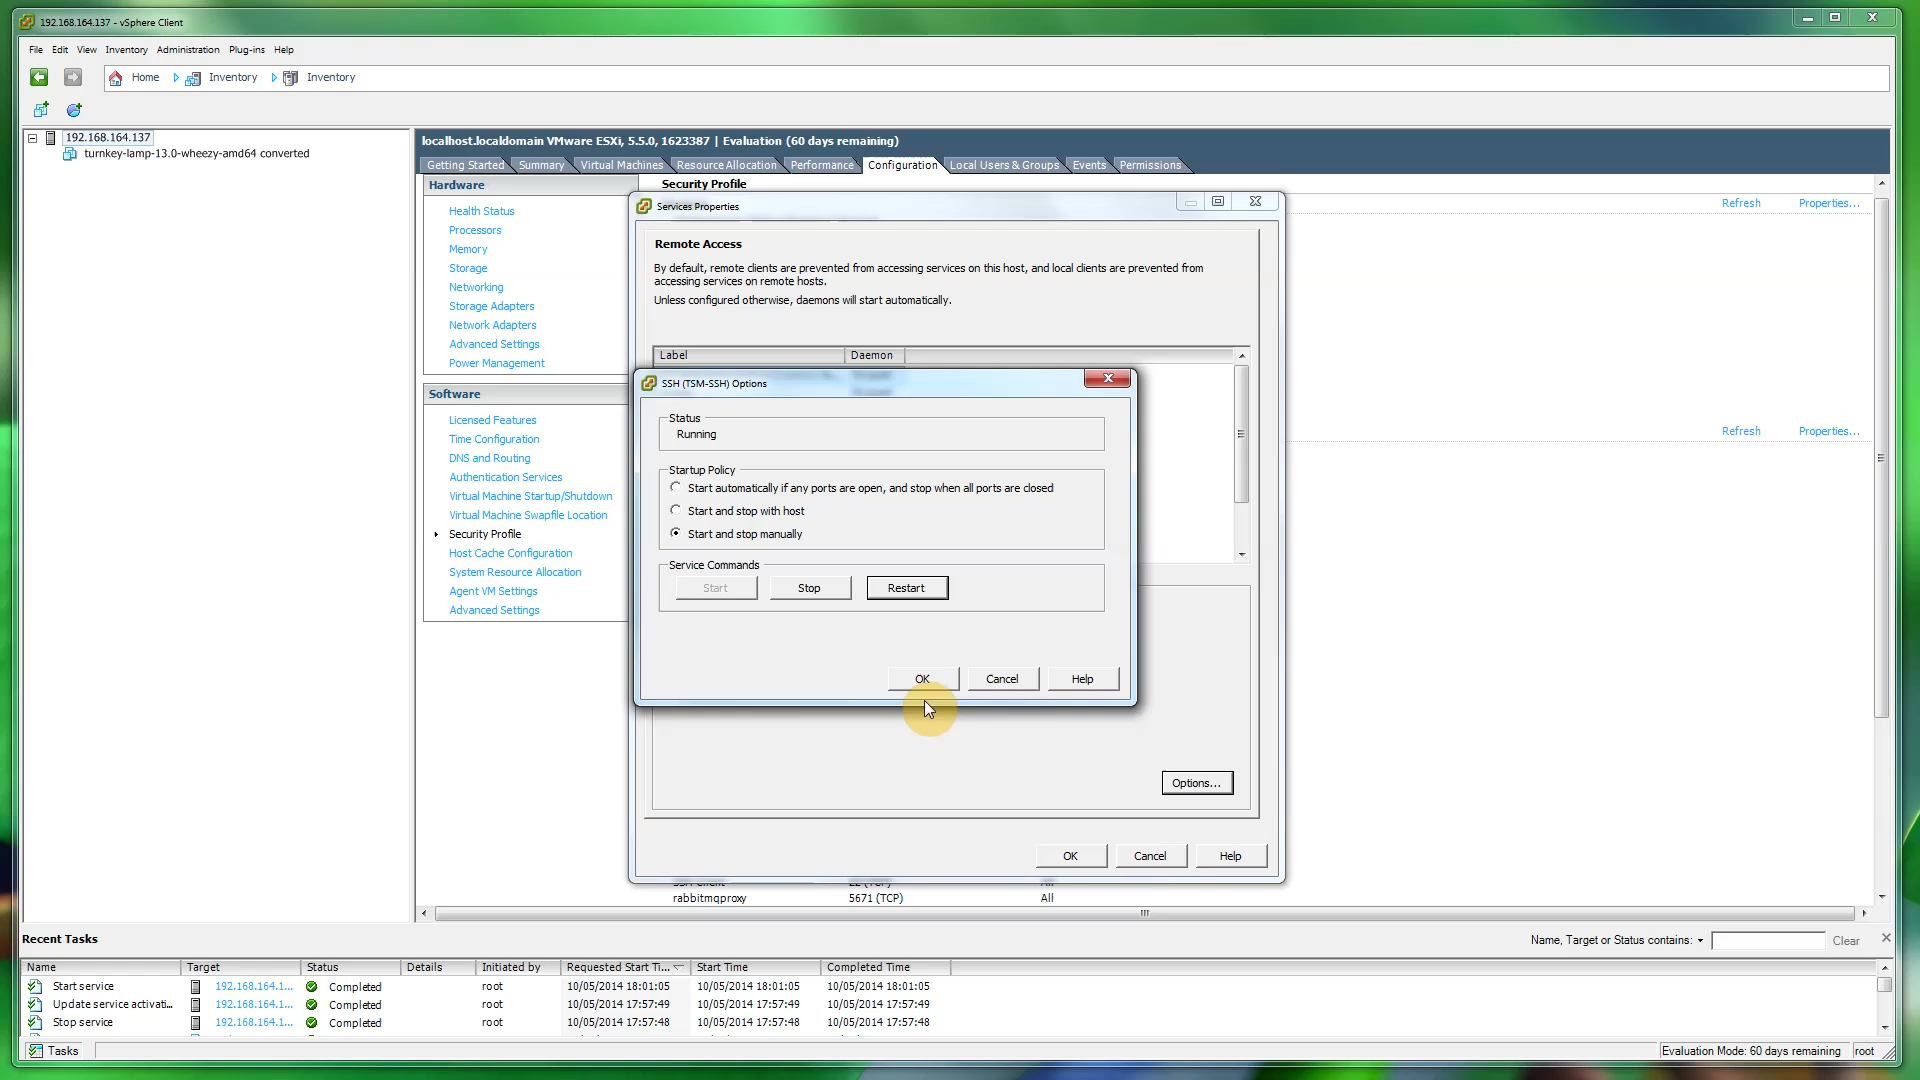 192.168.164.137 - vSphere Client
File Edit View Inventory Administration Plug-ins Help
Home Inventory Inventory
192.168.164.137
turnkey-lamp-13.0-wheezy-amd64 converted
localhost.localdomain VMware ESXi, 5.5.0, 1623387 | Evaluation (60 days remaining)
Getting Started Summary Virtual Machines Resource Allocation Performance Configuration Local Users & Groups Events Permissions
Hardware
Health Status
Processors
Memory
Storage
Networking
Storage Adapters
Network Adapters
Advanced Settings
Power Management
Software
Licensed Features
Time Configuration
DNS and Routing
Authentication Services
Virtual Machine Startup/Shutdown
Virtual Machine Swapfile Location
Security Profile
Host Cache Configuration
System Resource Allocation
Agent VM Settings
Advanced Settings
Security Profile
Refresh Properties...
Refresh Properties...
Services Properties
Remote Access
By default, remote clients are prevented from accessing services on this host, and local clients are prevented from
accessing services on remote hosts.
Unless configured otherwise, daemons will start automatically.
Label Daemon
SSH (TSM-SSH) Options
Status
Running
Startup Policy
Start automatically if any ports are open, and stop when all ports are closed
Start and stop with host
Start and stop manually
Service Commands
Start Stop Restart
OK Cancel Help
Options...
OK Cancel Help
rabbitmqproxy 5671 (TCP) All
Recent Tasks
Name, Target or Status contains: Clear
Name Target Status Details Initiated by Requested Start Ti... Start Time Completed Time
Start service 192.168.164.1... Completed root 10/05/2014 18:01:05 10/05/2014 18:01:05 10/05/2014 18:01:05
Update service activati... 192.168.164.1... Completed root 10/05/2014 17:57:49 10/05/2014 17:57:49 10/05/2014 17:57:49
Stop service 192.168.164.1... Completed root 10/05/2014 17:57:48 10/05/2014 17:57:48 10/05/2014 17:57:48
Tasks
Evaluation Mode: 60 days remaining root